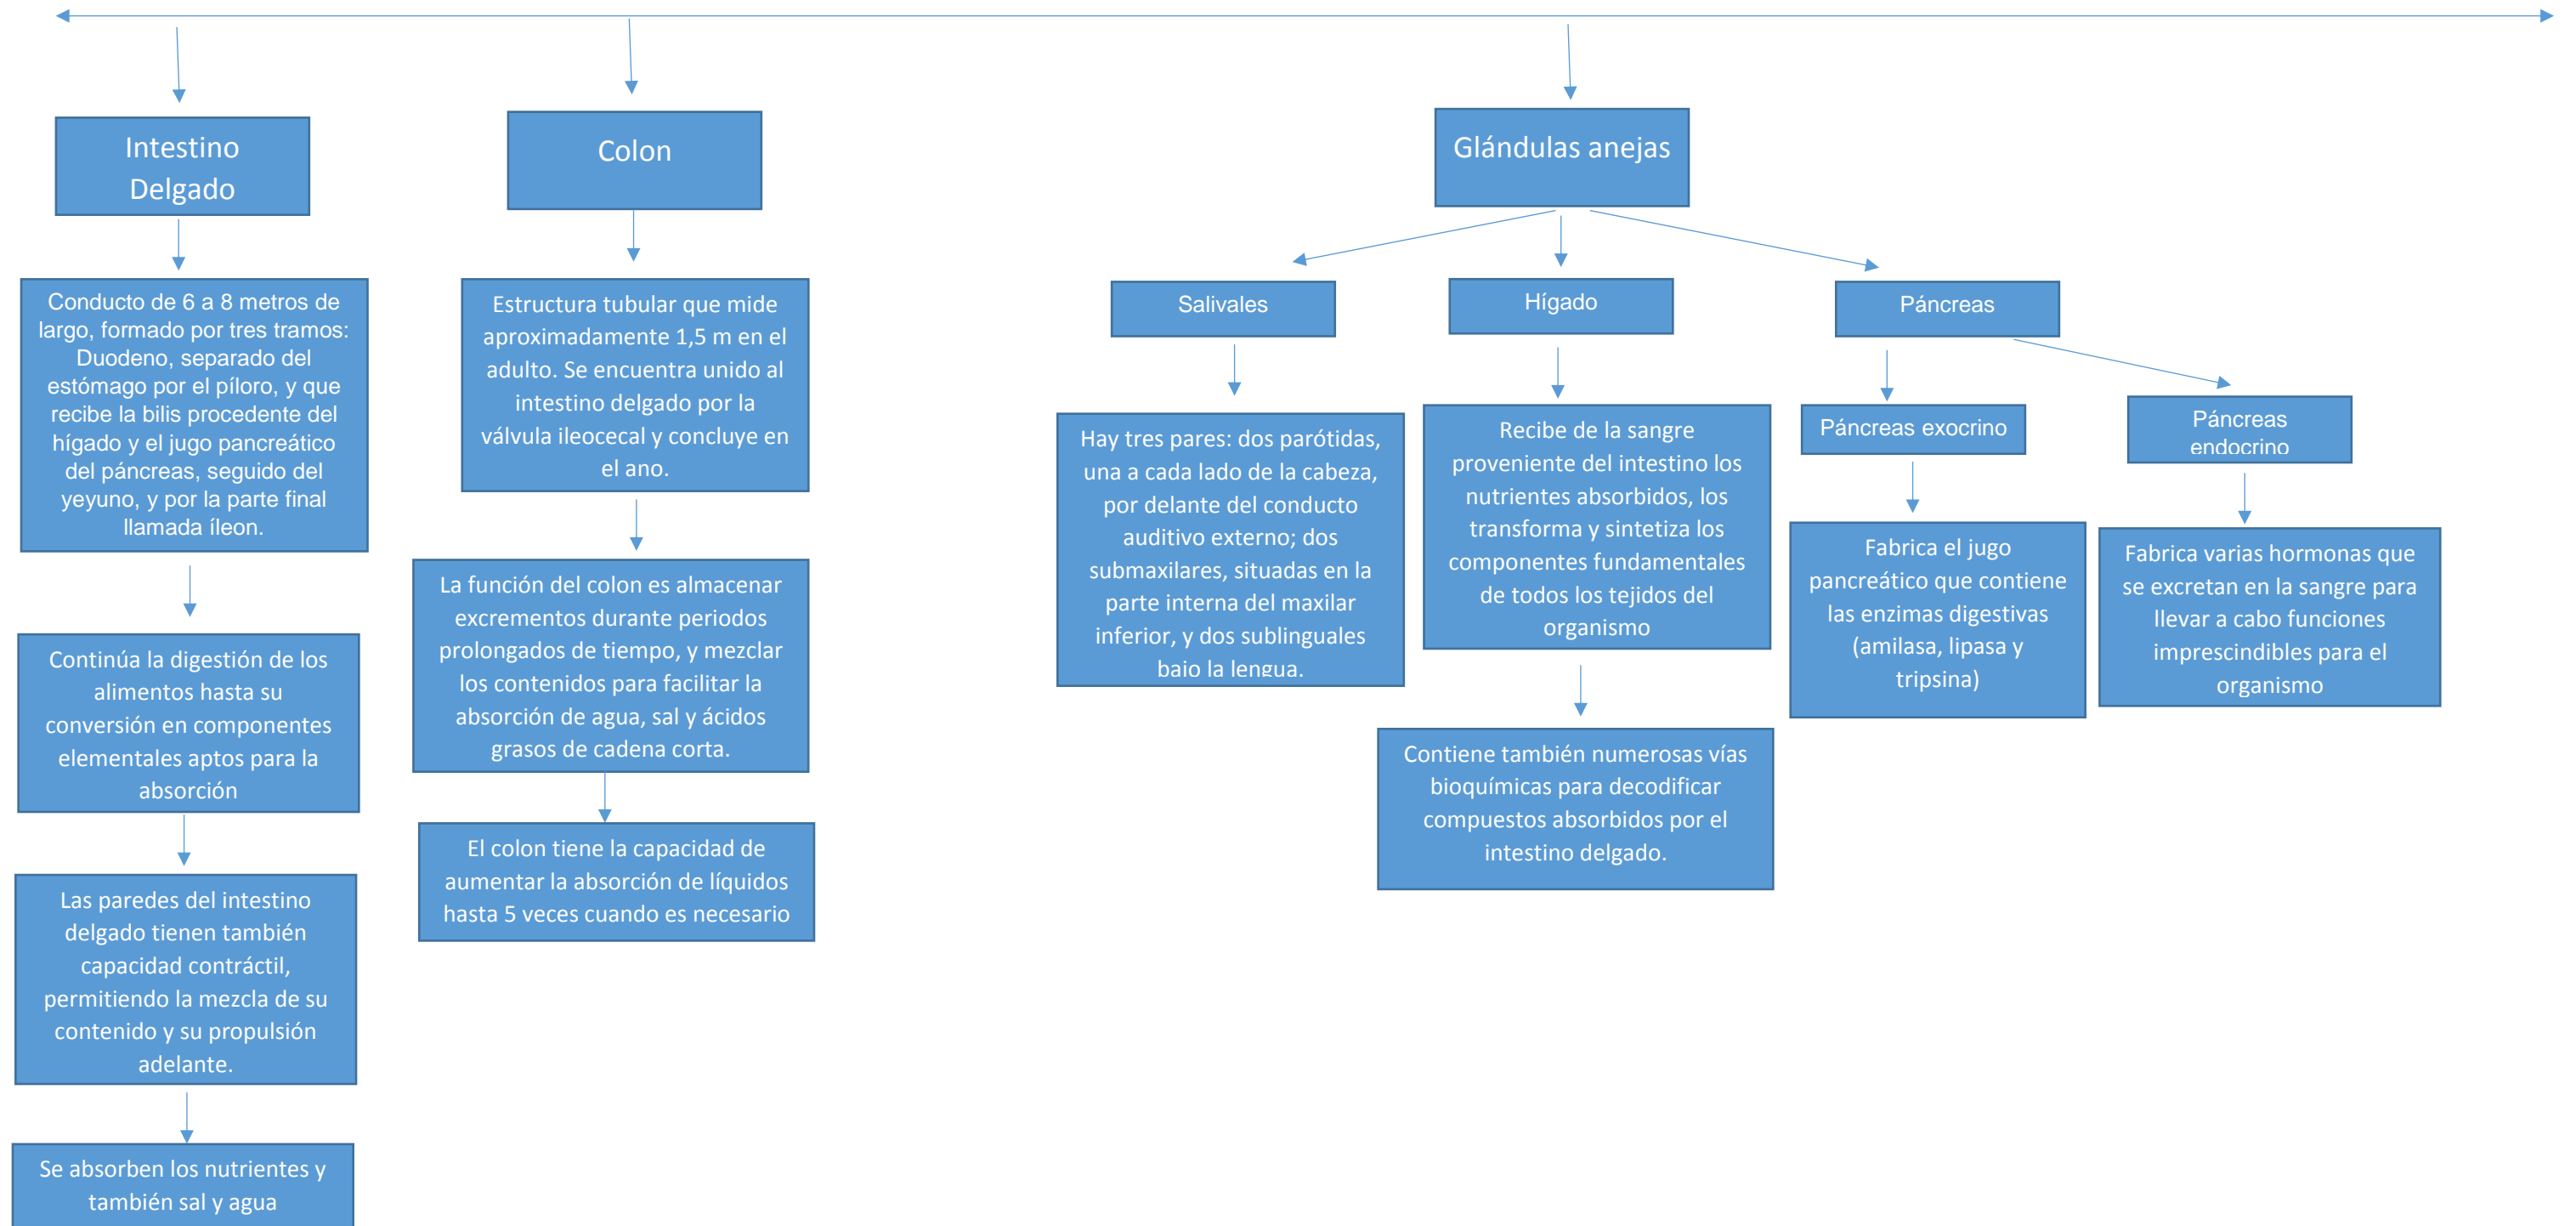 Intestino
Delgado
Conducto de 6 a 8 metros de
largo, formado por tres tramos:
Duodeno, separado del
estómago por el píloro, y que
recibe la bilis procedente del
hígado y el jugo pancreático
del páncreas, seguido del
yeyuno, y por la parte final
llamada íleon.
Continúa la digestión de los
alimentos hasta su
conversión en componentes
elementales aptos para la
absorción
Las paredes del intestino
delgado tienen también
capacidad contráctil,
permitiendo la mezcla de su
contenido y su propulsión
adelante.
Se absorben los nutrientes y
también sal y agua
Colon
Estructura tubular que mide
aproximadamente 1,5 m en el
adulto. Se encuentra unido al
intestino delgado por la
válvula ileocecal y concluye en
el ano.
La función del colon es almacenar
excrementos durante periodos
prolongados de tiempo, y mezclar
los contenidos para facilitar la
absorción de agua, sal y ácidos
grasos de cadena corta.
El colon tiene la capacidad de
aumentar la absorción de líquidos
hasta 5 veces cuando es necesario
Glándulas anejas
Salivales
Hay tres pares: dos parótidas,
una a cada lado de la cabeza,
por delante del conducto
auditivo externo; dos
submaxilares, situadas en la
parte interna del maxilar
inferior, y dos sublinguales
bajo la lengua.
Hígado
Recibe de la sangre
proveniente del intestino los
nutrientes absorbidos, los
transforma y sintetiza los
componentes fundamentales
de todos los tejidos del
organismo
Contiene también numerosas vías
bioquímicas para decodificar
compuestos absorbidos por el
intestino delgado.
Páncreas
Páncreas exocrino
Fabrica el jugo
pancreático que contiene
las enzimas digestivas
(amilasa, lipasa y
tripsina)
Páncreas
endocrino
Fabrica varias hormonas que
se excretan en la sangre para
llevar a cabo funciones
imprescindibles para el
organismo